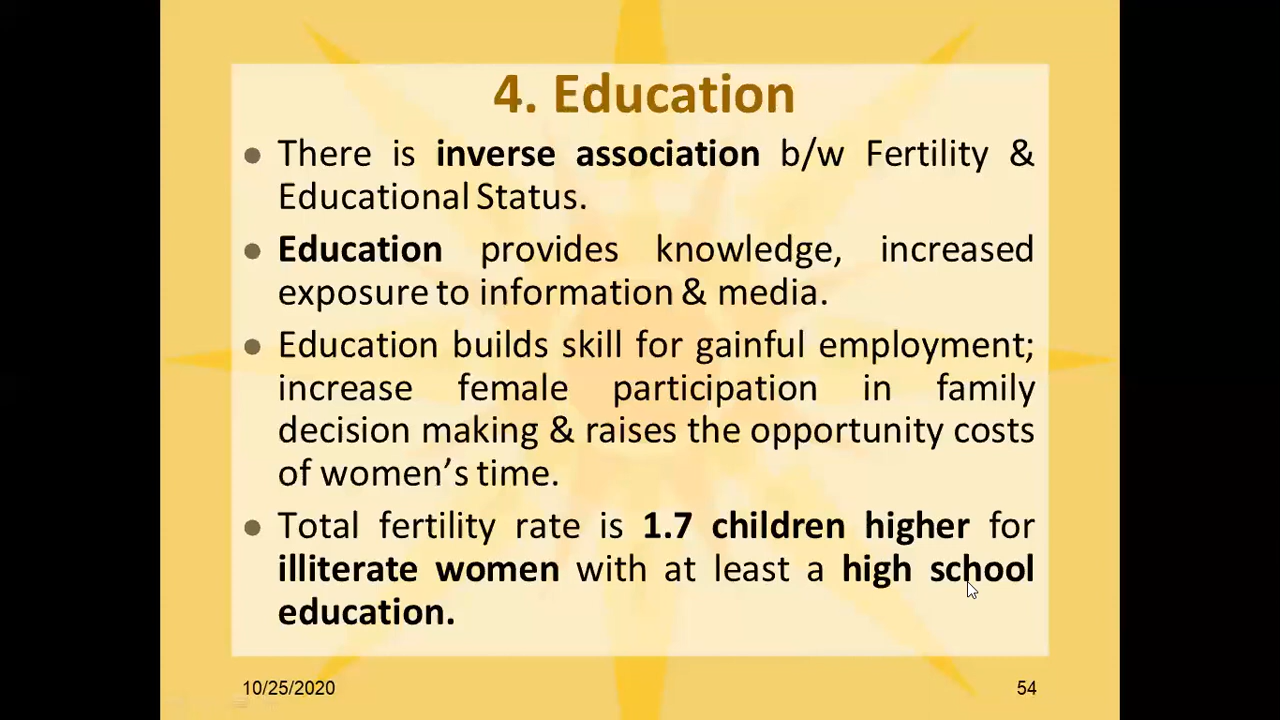 4. Education
● There is inverse association b/w Fertility &
Educational Status.
● Education provides knowledge, increased
exposure to information & media.
● Education builds skill for gainful employment;
increase female participation in family
decision making & raises the opportunity costs
of women’s time.
● Total fertility rate is 1.7 children higher for
illiterate women with at least a high school
education.
10/25/2020 54